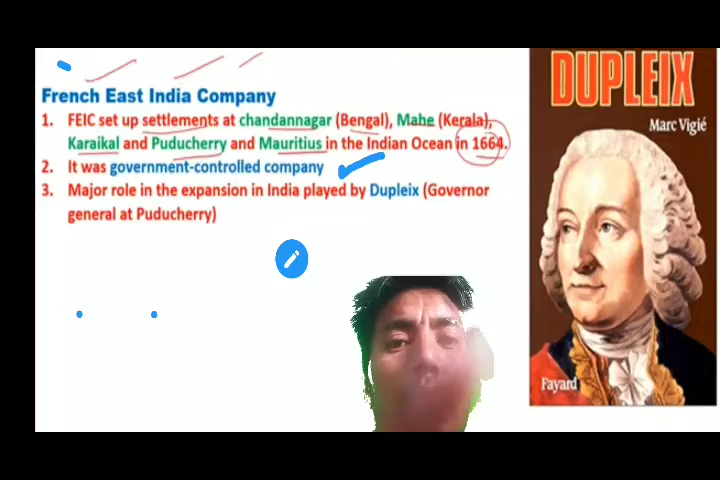 French East India Company
1. FEIC set up settlements at chandannagar (Bengal), Mahe (Kerala),
Karaikal and Puducherry and Mauritius in the Indian Ocean in 1664.
2. It was government-controlled company
3. Major role in the expansion in India played by Dupleix (Governor
general at Puducherry)
DUPLEIX
Marc Vigié
Fayard